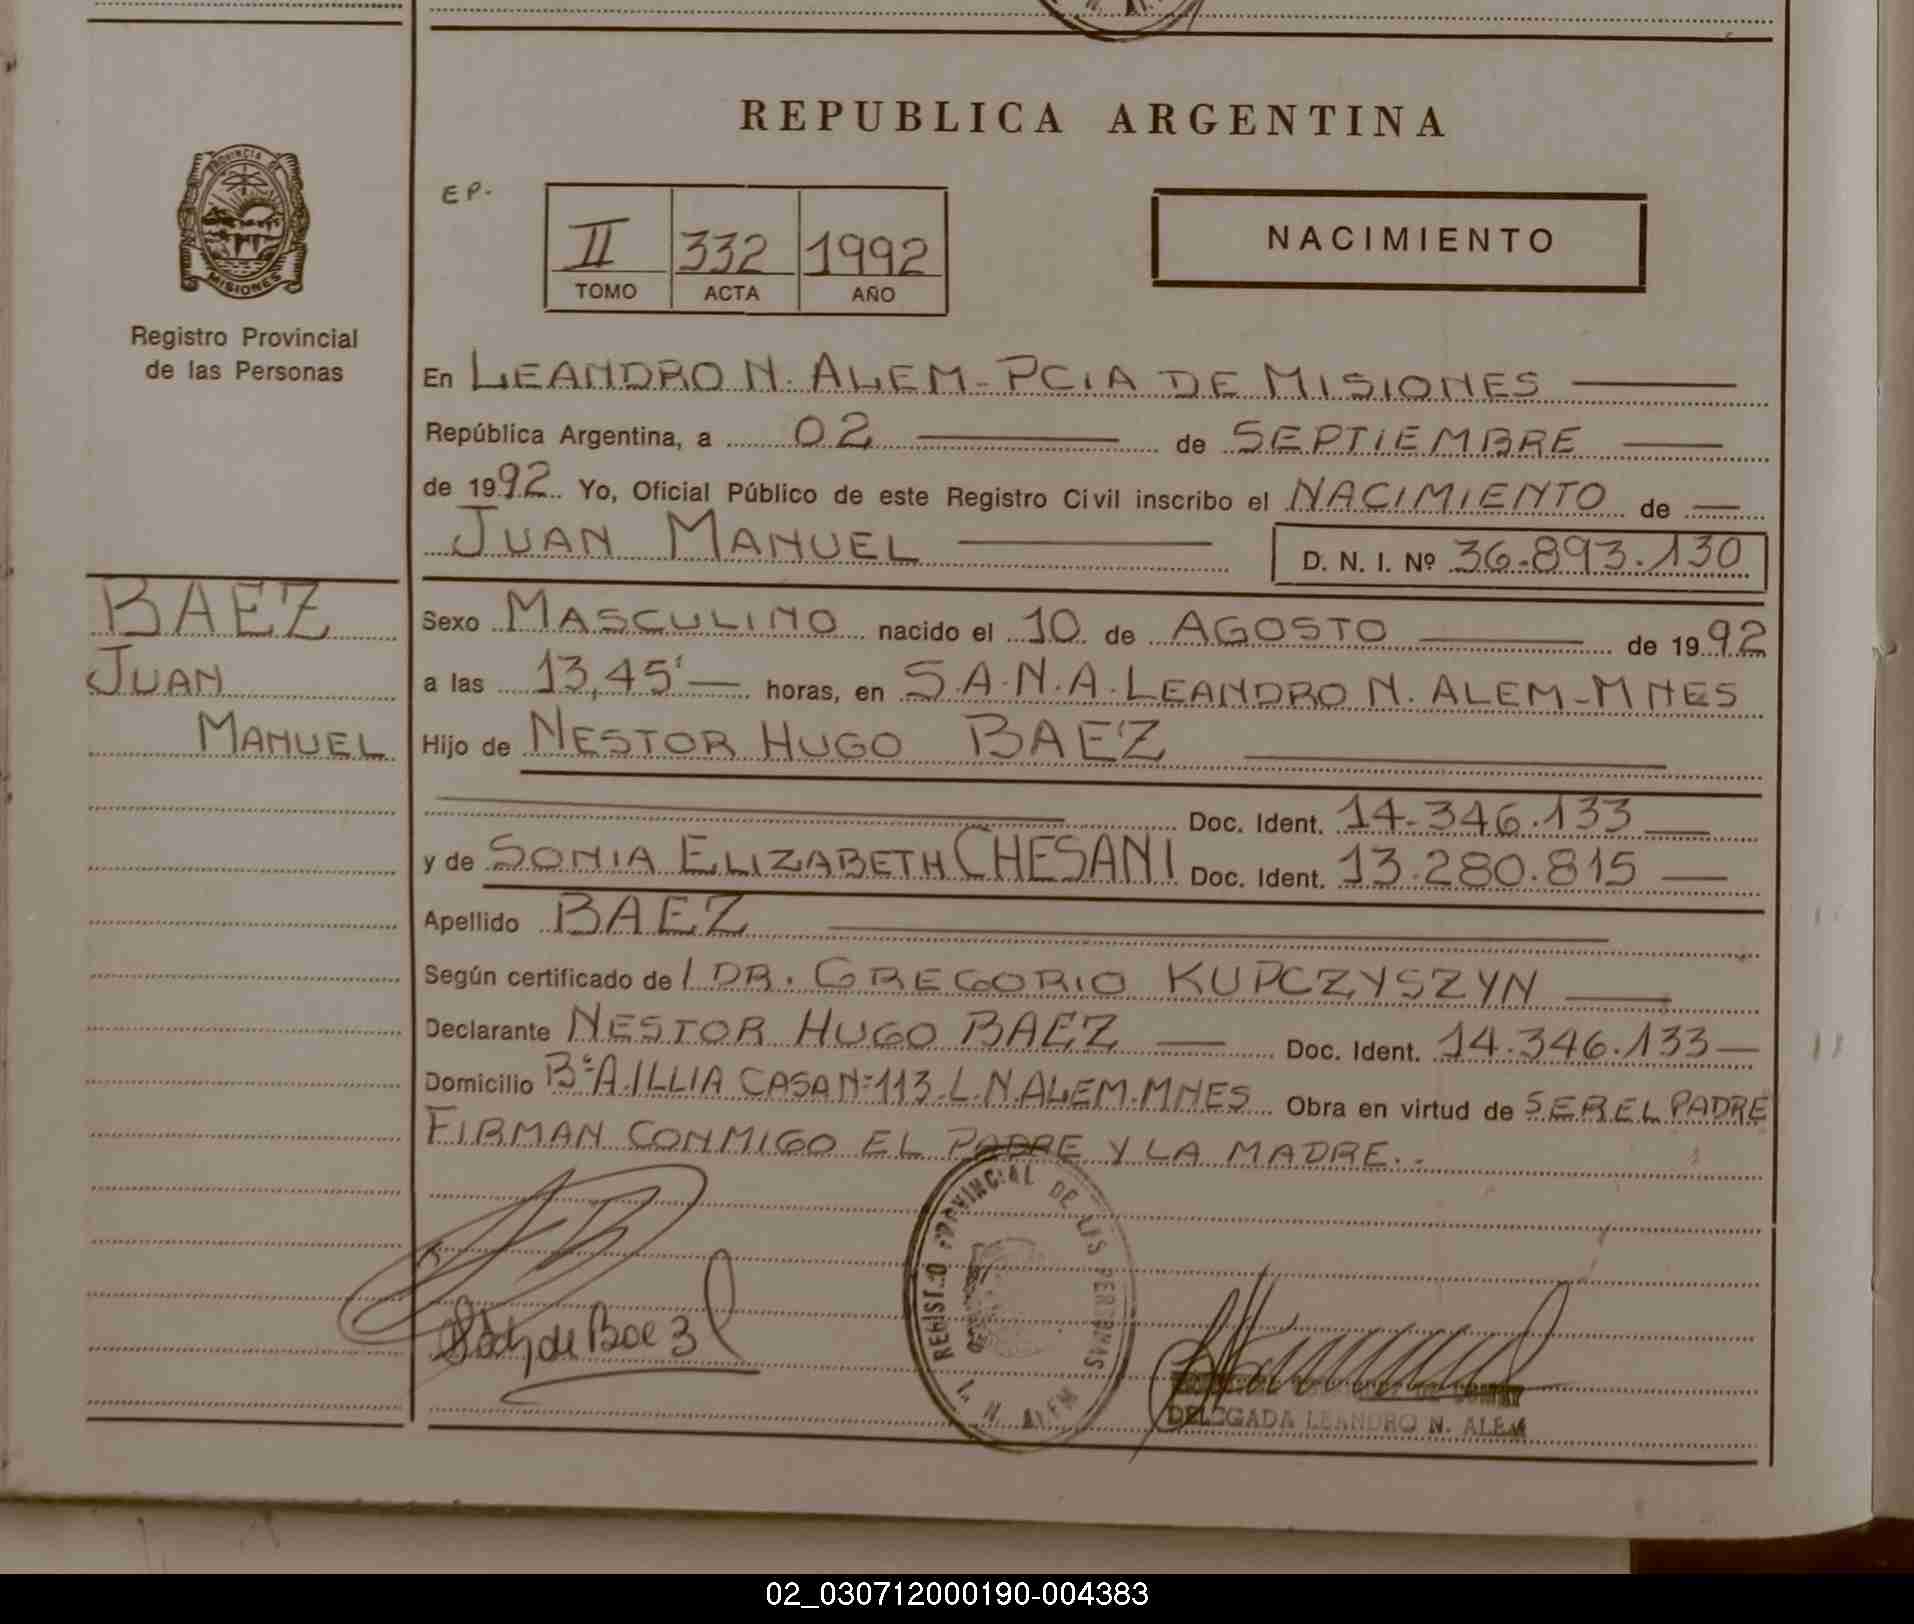 REPUBLICA ARGENTINA
EP.
II 332 1992
TOMO ACTA AÑO
NACIMIENTO
PROVINCIA DE
MISIONES
Registro Provincial
de las Personas
En LEANDRO N. ALEM-PCIA DE MISIONES
República Argentina, a 02 de SEPTIEMBRE
de 1992 Yo, Oficial Público de este Registro Civil inscribo el NACIMIENTO de
JUAN MANUEL D. N. I. Nº 36.893.130
BAEZ
JUAN
MANUEL
Sexo MASCULINO nacido el 10 de AGOSTO de 1992
a las 13,45' horas, en S.A.N.A. LEANDRO N. ALEM-MNES
Hijo de NESTOR HUGO BAEZ
Doc. Ident. 14.346.133
y de SONIA ELIZABETH CHESANI Doc. Ident. 13.280.815
Apellido BAEZ
Según certificado de l DR. GREGORIO KUPCZYSZYN
Declarante NESTOR HUGO BAEZ Doc. Ident. 14.346.133
Domicilio Bº A. ILLIA CASA Nº 113. L.N. ALEM. MNES Obra en virtud de SER EL PADRE
FIRMAN CONMIGO EL PADRE Y LA MADRE..
REGISTRO PROVINCIAL DE LAS PERSONAS
L. N. ALEM
de Baez
DELEGADA LEANDRO N. ALEM
02_030712000190-004383